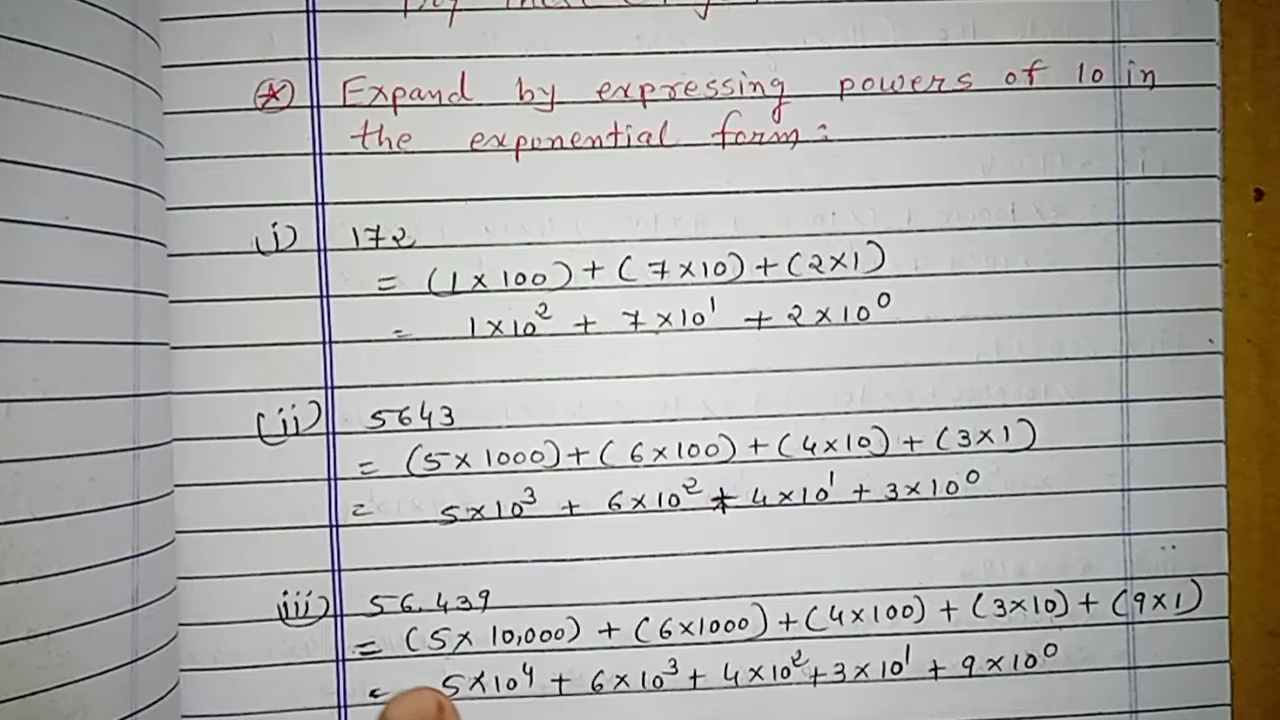 ⊛ Expand by expressing powers of 10 in
the exponential form:
(i) 172
= (1×100) + (7×10) + (2×1)
= 1×10² + 7×10¹ + 2×10⁰
(ii) 5643
= (5×1000) + (6×100) + (4×10) + (3×1)
= 5×10³ + 6×10² + 4×10¹ + 3×10⁰
(iii) 56,439
= (5×10,000) + (6×1000) + (4×100) + (3×10) + (9×1)
= 5×10⁴ + 6×10³ + 4×10² + 3×10¹ + 9×10⁰